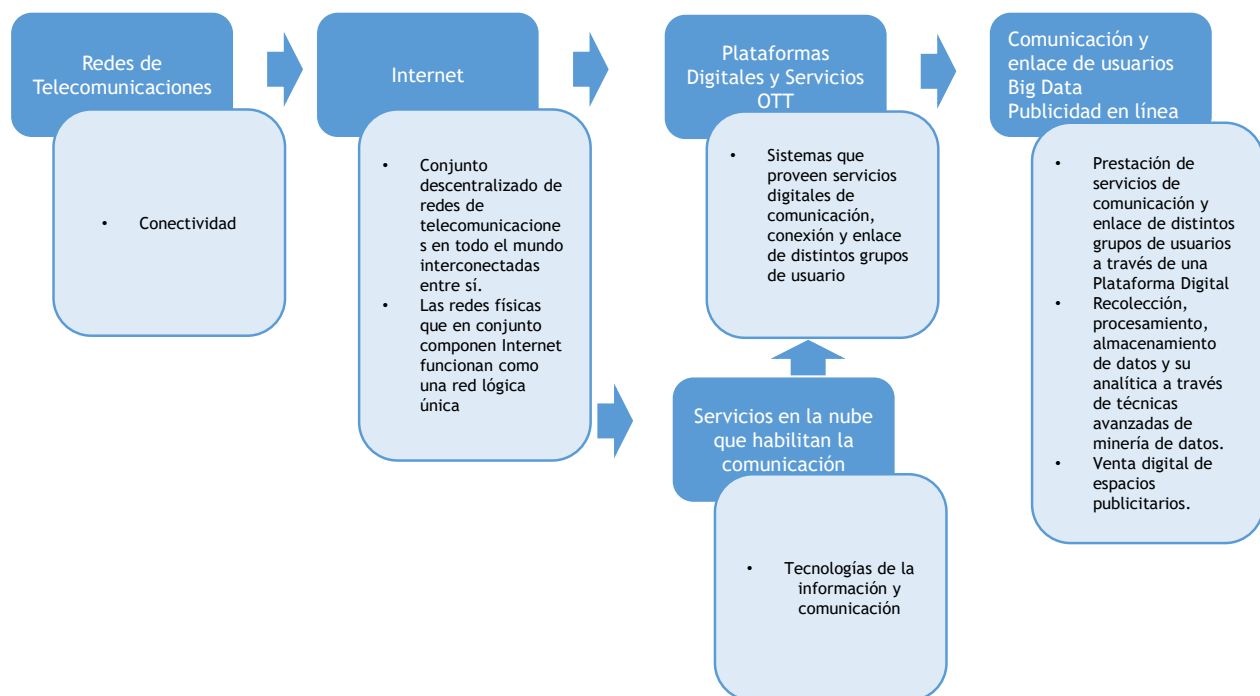 Redes de
Telecomunicaciones
• Conectividad
Internet
• Conjunto
descentralizado de
redes de
telecomunicacione
s en todo el mundo
interconectadas
entre sí.
• Las redes físicas
que en conjunto
componen Internet
funcionan como
una red lógica
única
Plataformas
Digitales y Servicios
OTT
• Sistemas que
proveen servicios
digitales de
comunicación,
conexión y enlace
de distintos grupos
de usuario
Servicios en la nube
que habilitan la
comunicación
• Tecnologías de la
información y
comunicación
Comunicación y
enlace de usuarios
Big Data
Publicidad en línea
• Prestación de
servicios de
comunicación y
enlace de distintos
grupos de usuarios
a través de una
Plataforma Digital
• Recolección,
procesamiento,
almacenamiento
de datos y su
analítica a través
de técnicas
avanzadas de
minería de datos.
• Venta digital de
espacios
publicitarios.